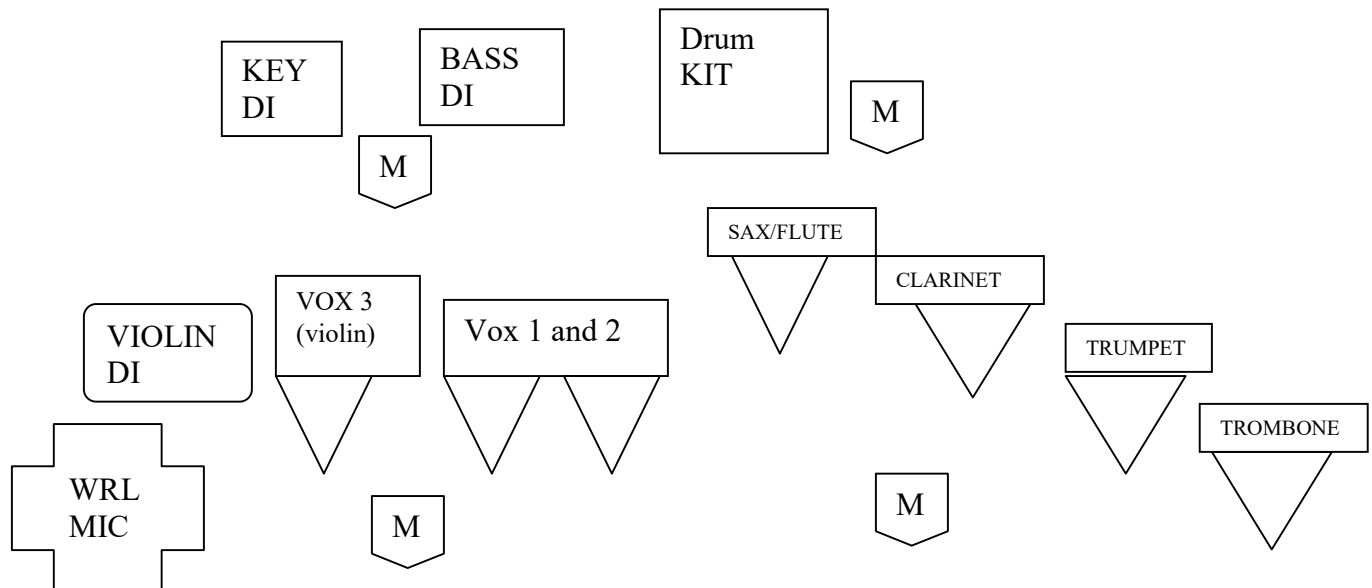 KEY
DI
BASS
DI
Drum
KIT
M
M
SAX/FLUTE
CLARINET
VIOLIN
DI
VOX 3
(violin)
Vox 1 and 2
TRUMPET
TROMBONE
WRL
MIC
M
M